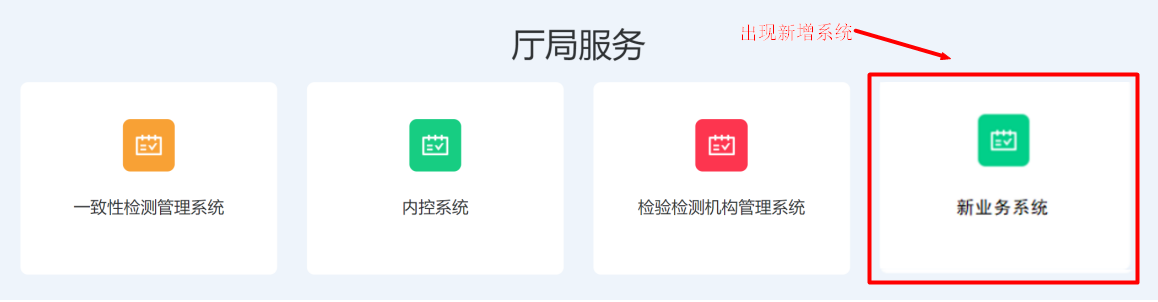 厅局服务
出现新增系统
一致性检测管理系统
内控系统
检验检测机构管理系统
新业务系统